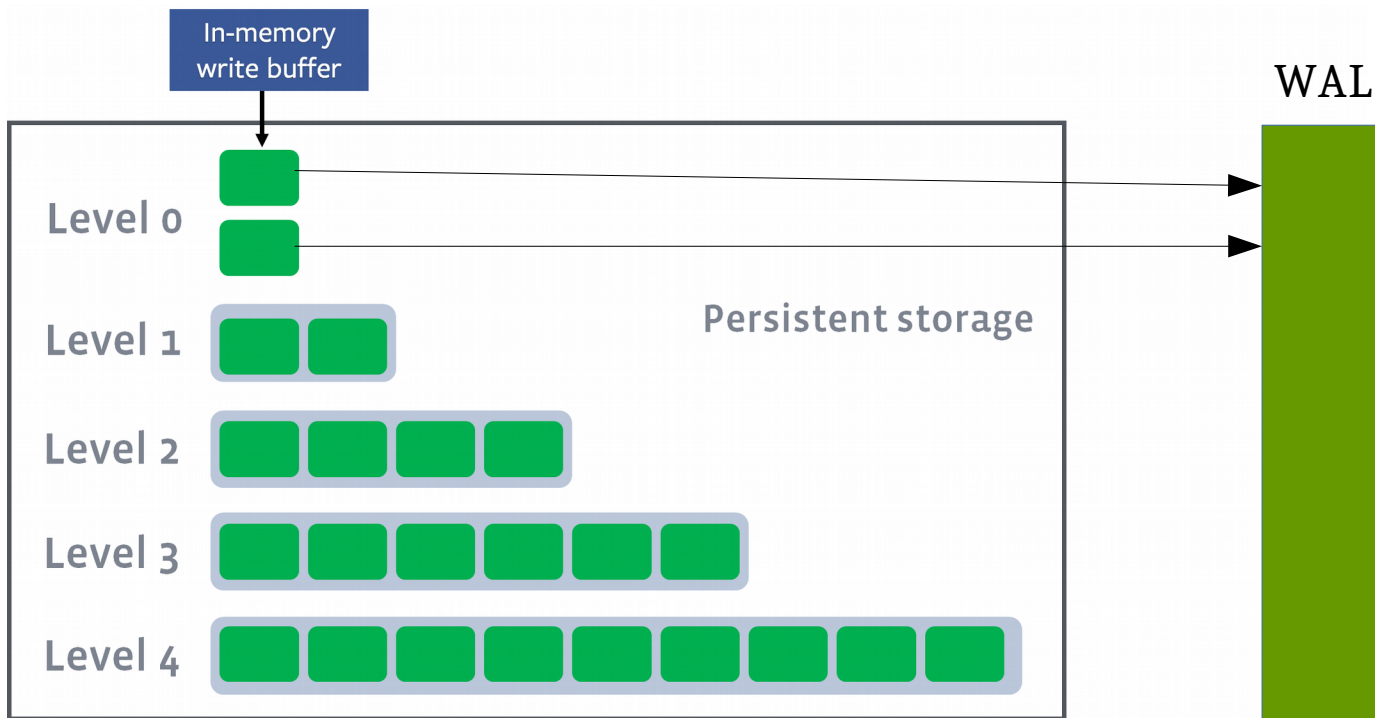 In-memory
write buffer
WAL
Level 0
Persistent storage
Level 1
Level 2
Level 3
Level 4